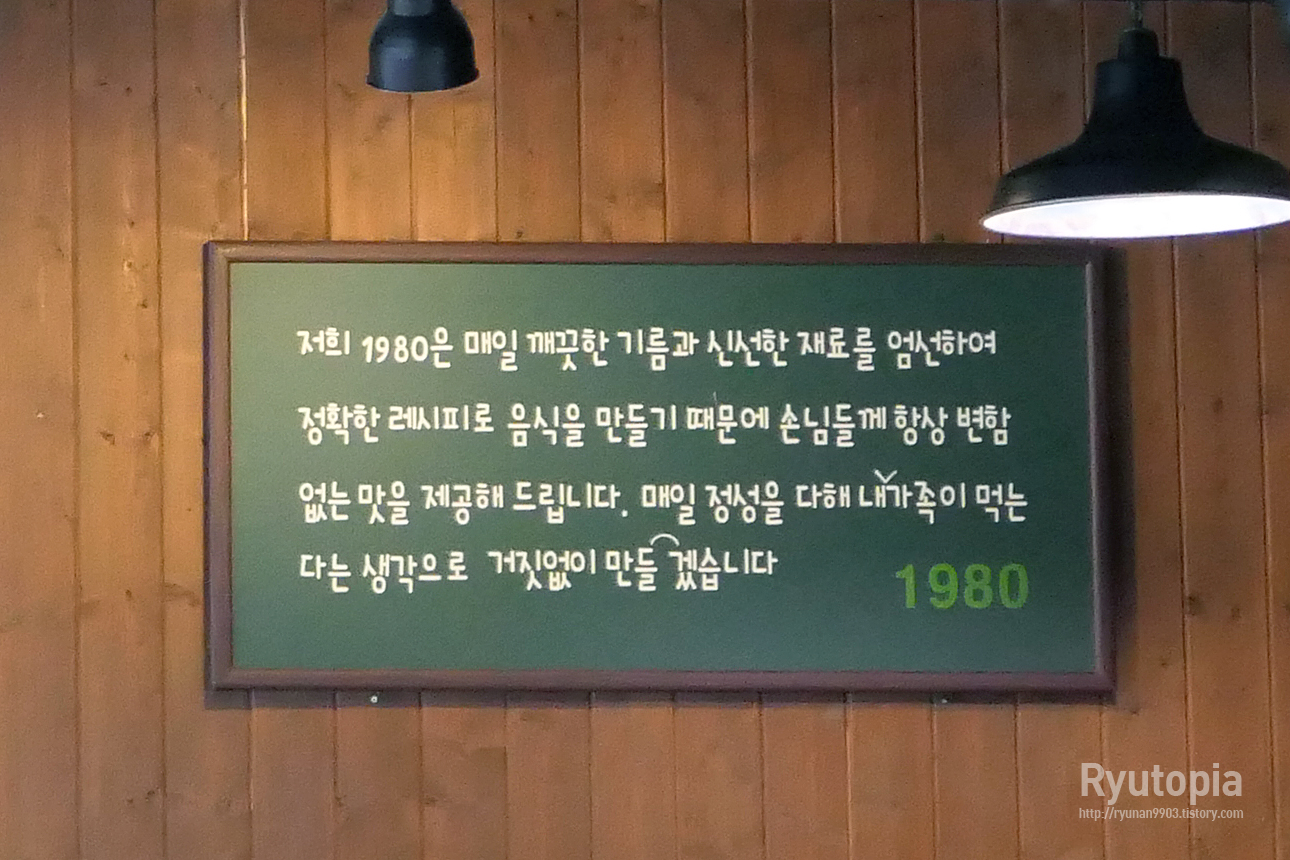 저희 1980은 매일 깨끗한 기름과 신선한 재료를 엄선하여
정확한 레시피로 음식을 만들기 때문에 손님들께 항상 변함
없는 맛을 제공해 드립니다. 매일 정성을 다해 내가족이 먹는
다는 생각으로 거짓없이 만들 겠습니다
1980
Ryutopia
http://ryunan9903.tistory.com